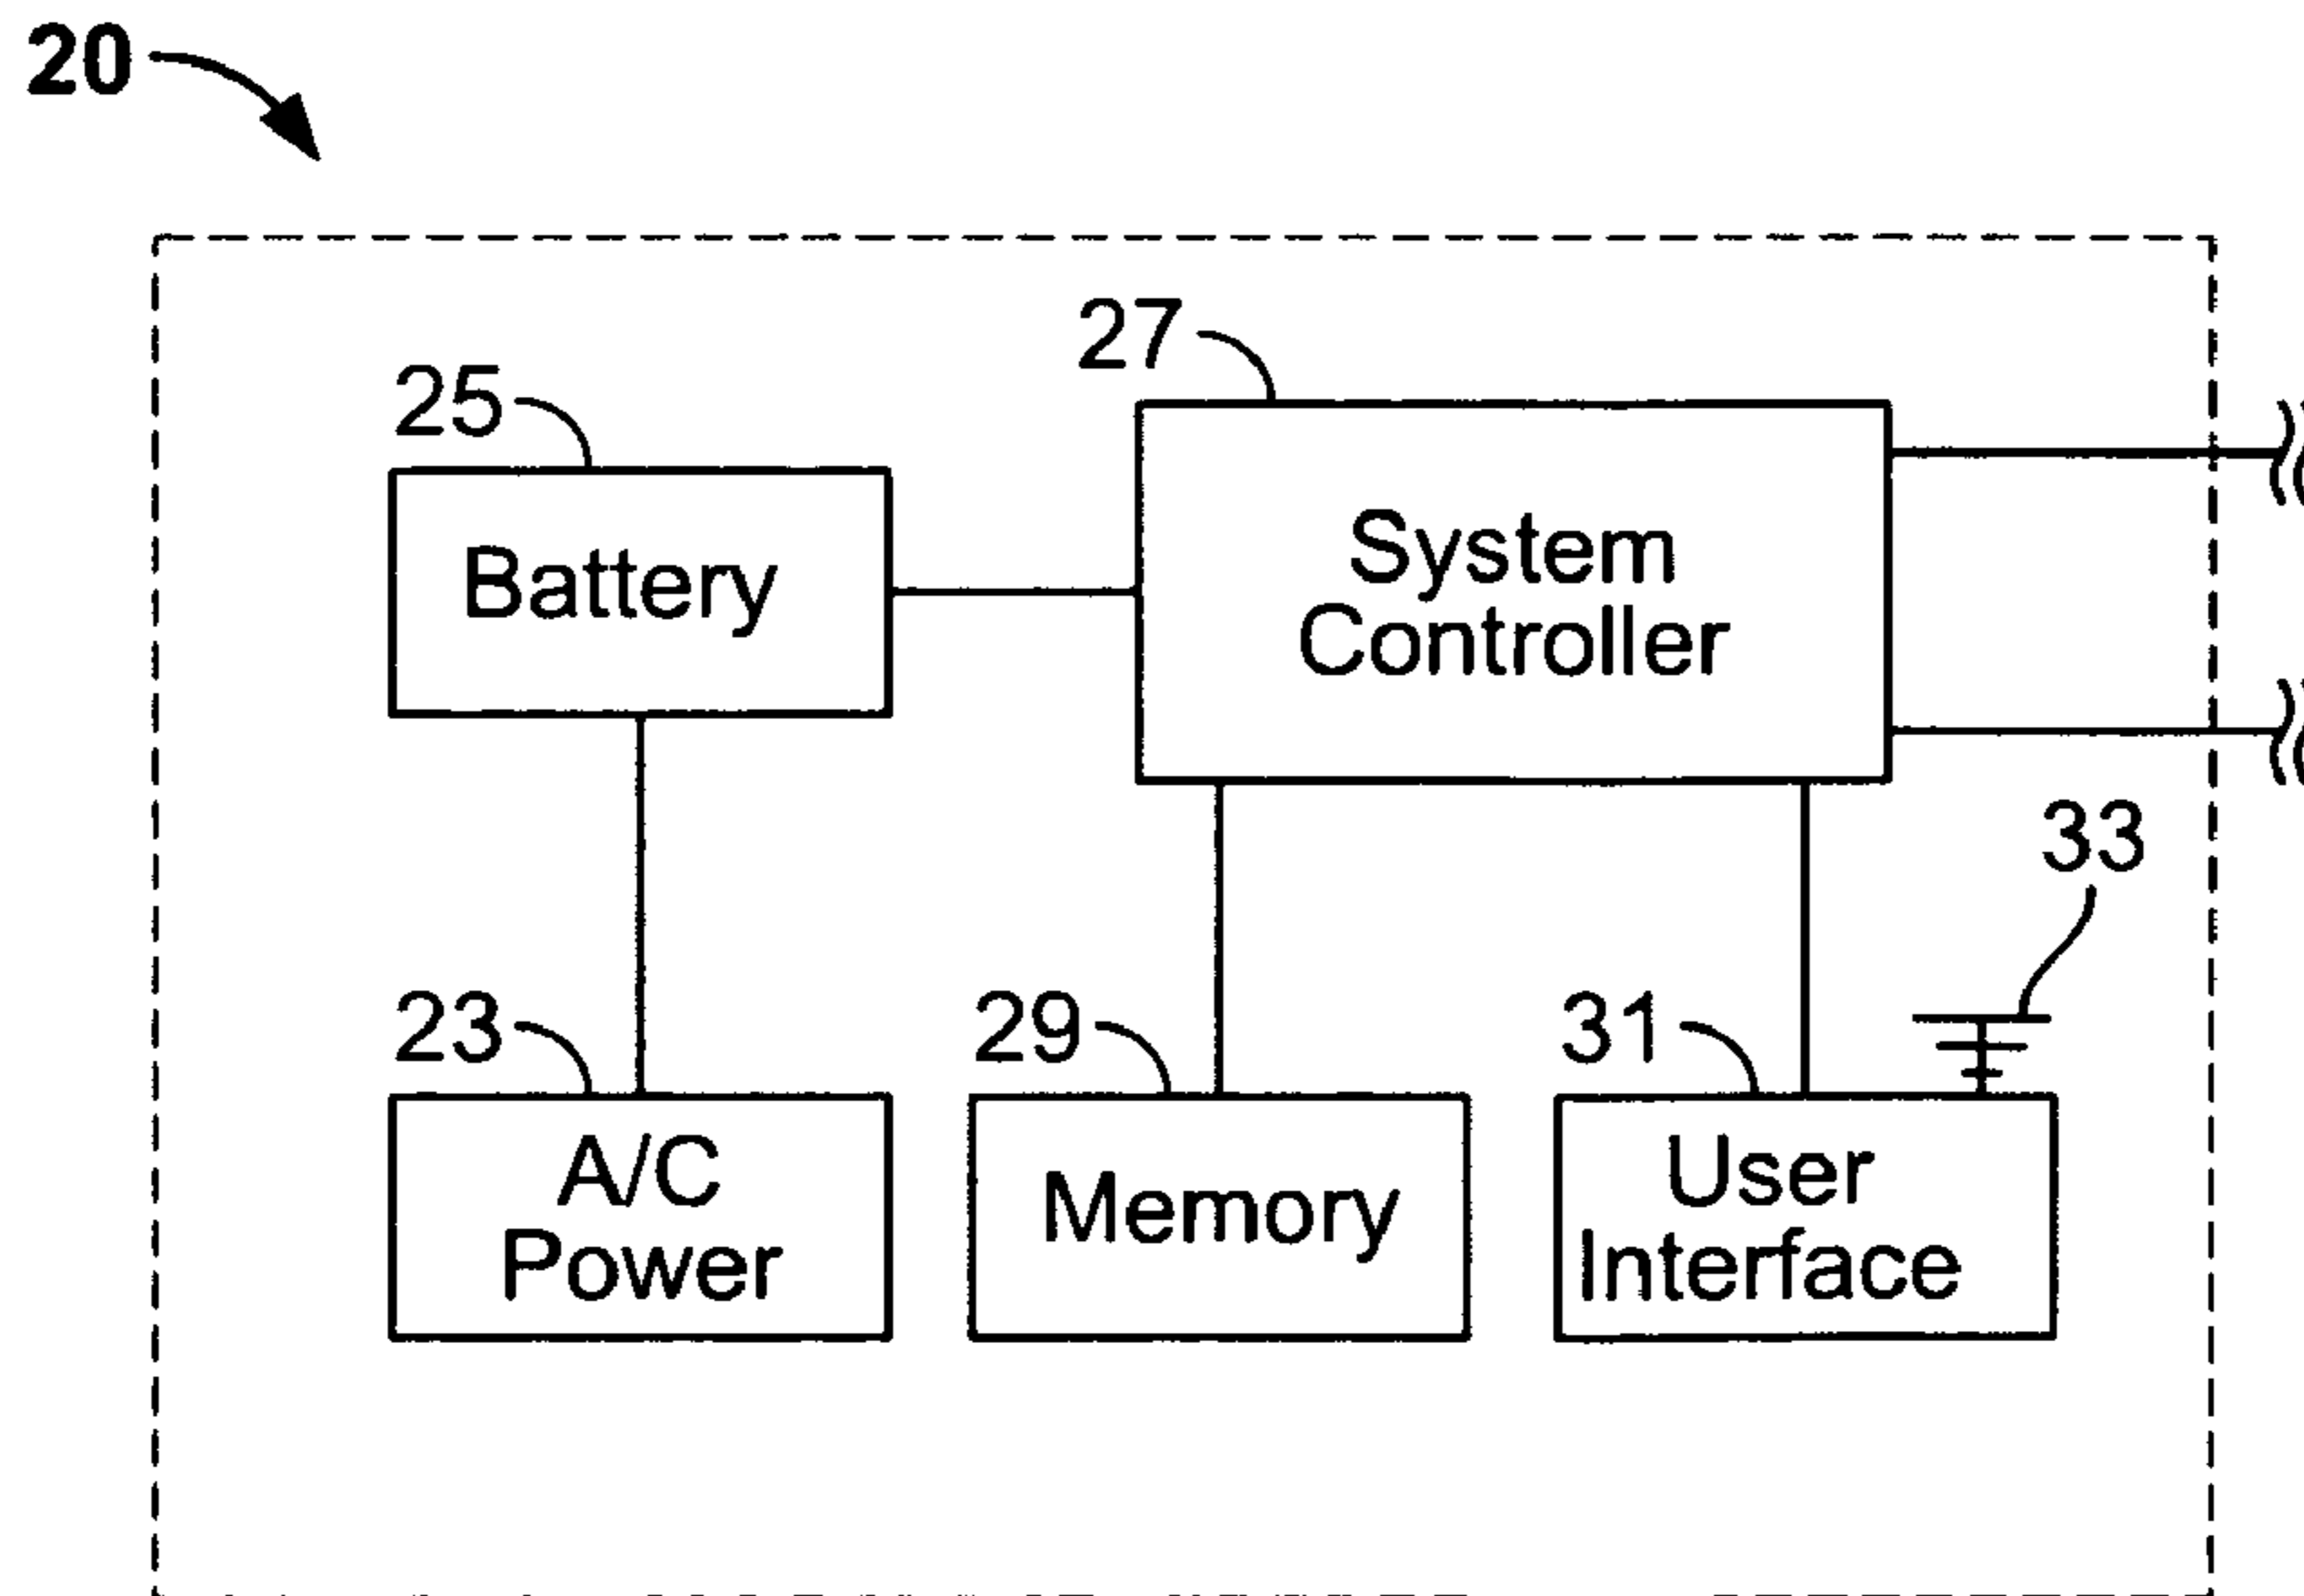 20
27
25
System
Controller
Battery
33
23
29
31
A/C
Power
Memory
User
Interface